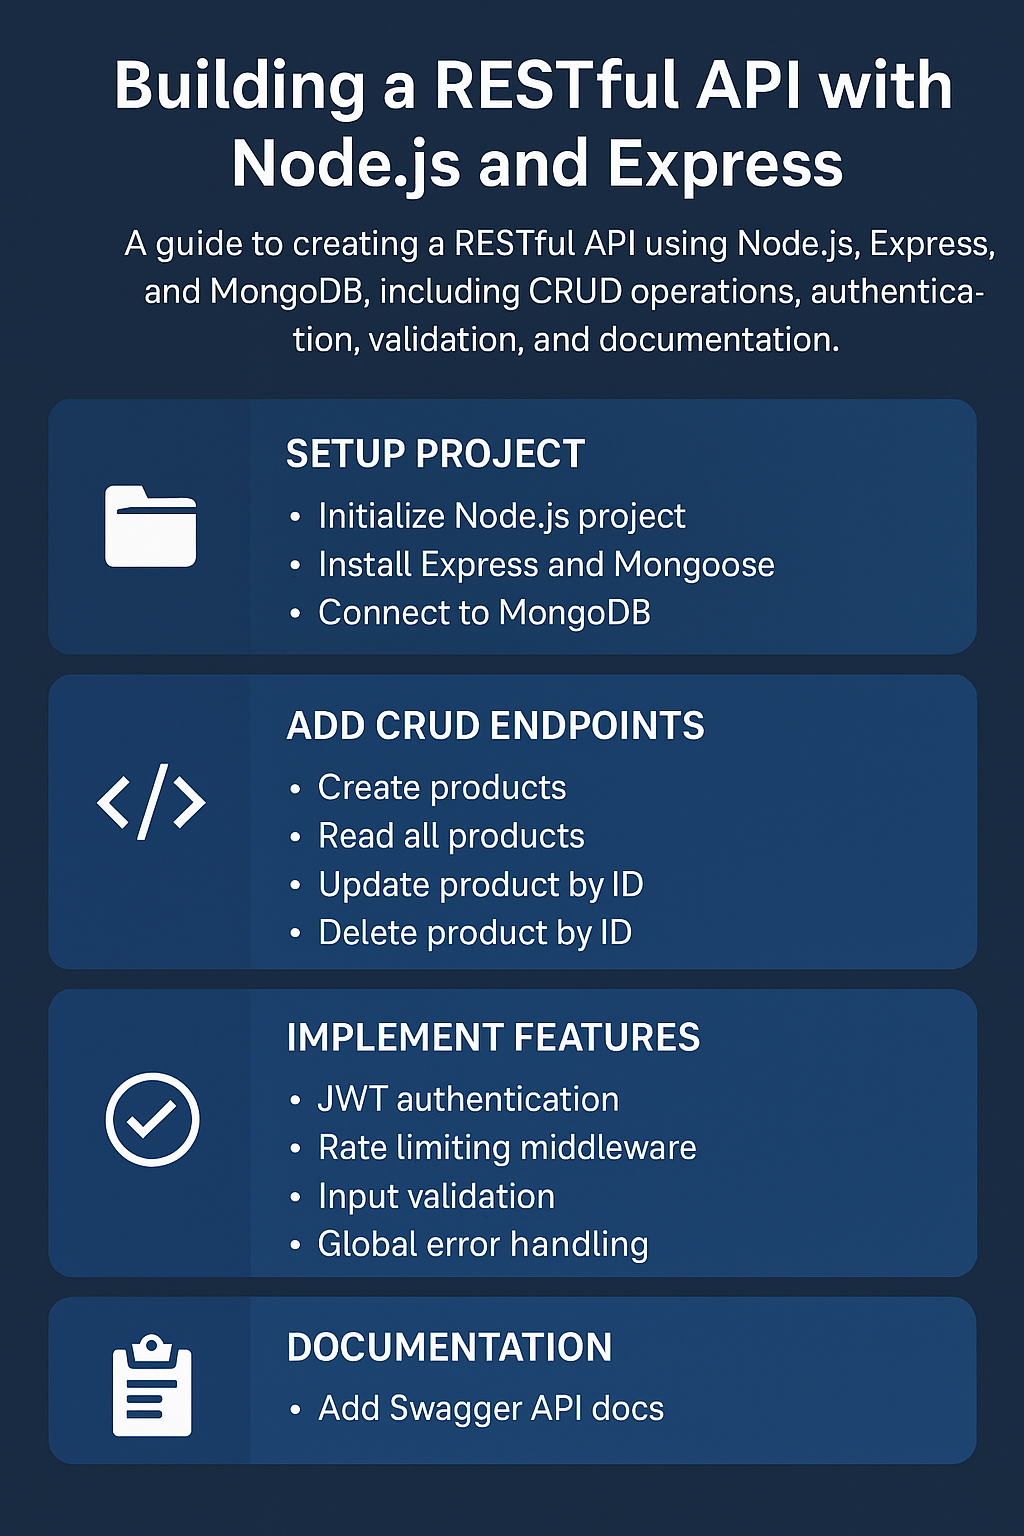 Building a RESTful API with
Node.js and Express
A guide to creating a RESTful API using Node.js, Express,
and MongoDB, including CRUD operations, authentica-
tion, validation, and documentation.
SETUP PROJECT
• Initialize Node.js project
• Install Express and Mongoose
• Connect to MongoDB
ADD CRUD ENDPOINTS
• Create products
• Read all products
• Update product by ID
• Delete product by ID
IMPLEMENT FEATURES
• JWT authentication
• Rate limiting middleware
• Input validation
• Global error handling
DOCUMENTATION
• Add Swagger API docs